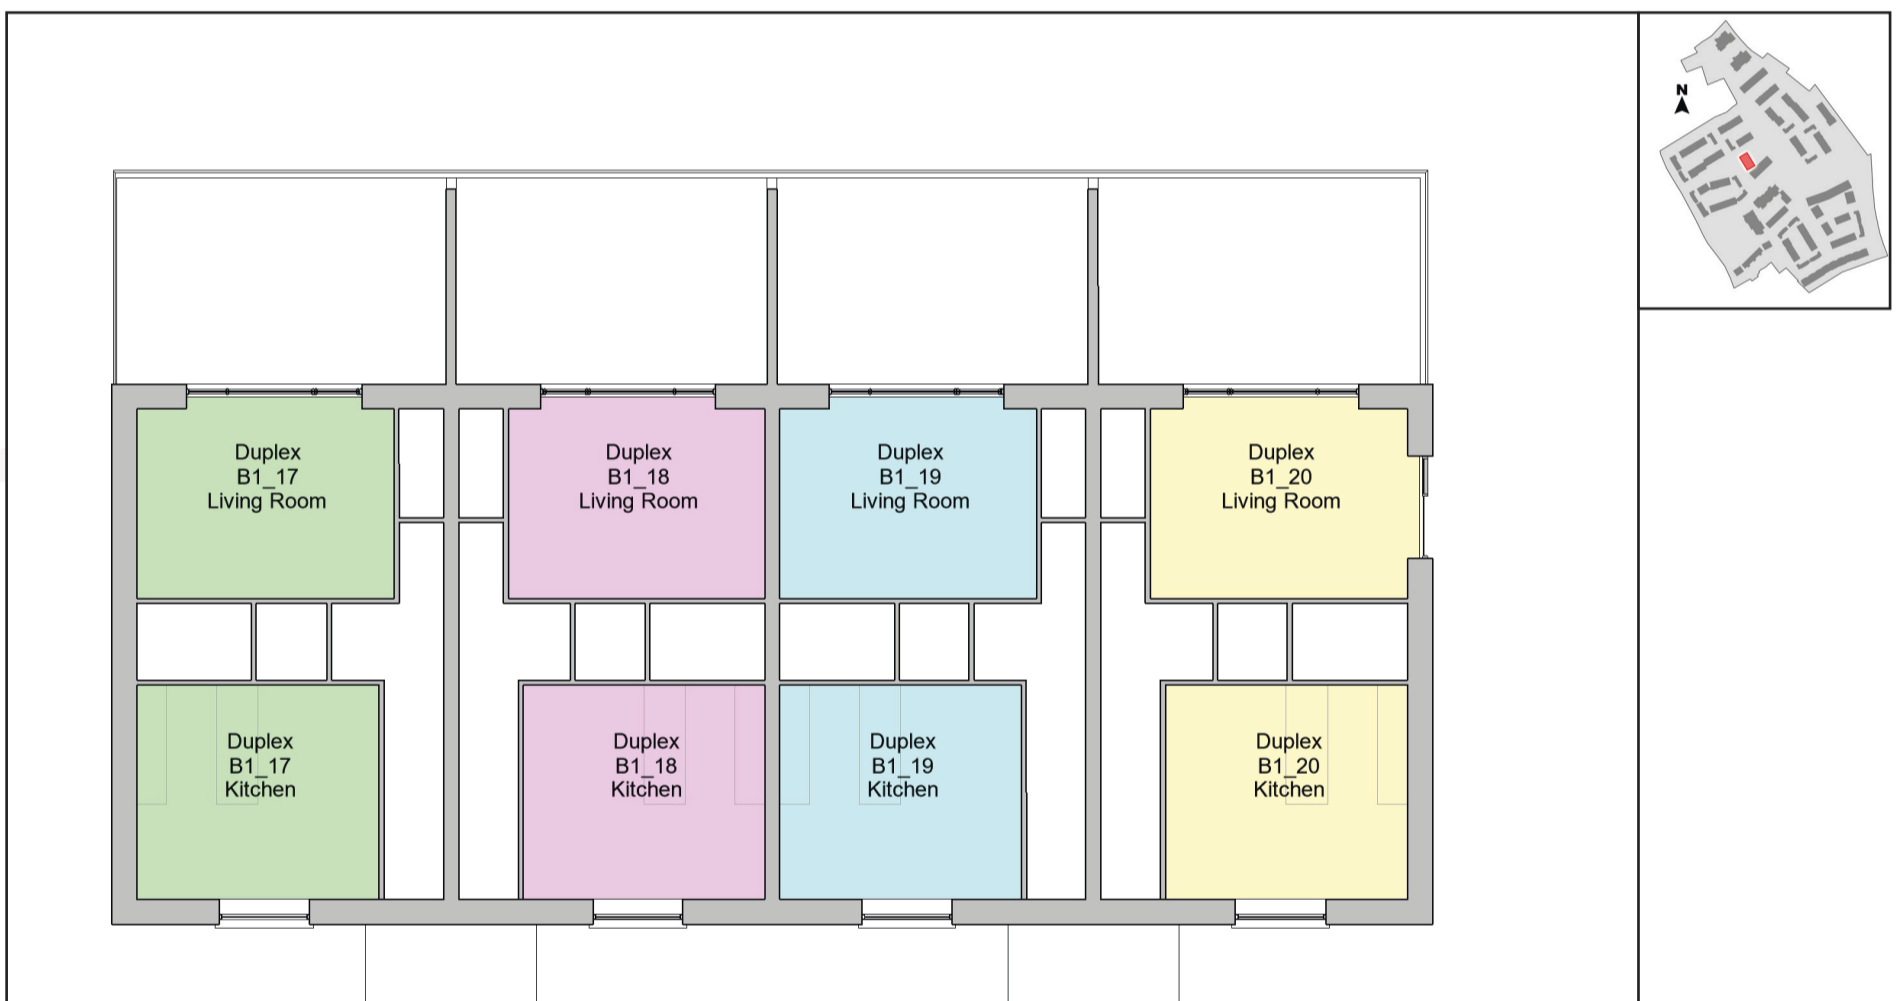 N
Duplex
B1_17
Living Room
Duplex
B1_18
Living Room
Duplex
B1_19
Living Room
Duplex
B1_20
Living Room
Duplex
B1_17
Kitchen
Duplex
B1_18
Kitchen
Duplex
B1_19
Kitchen
Duplex
B1_20
Kitchen